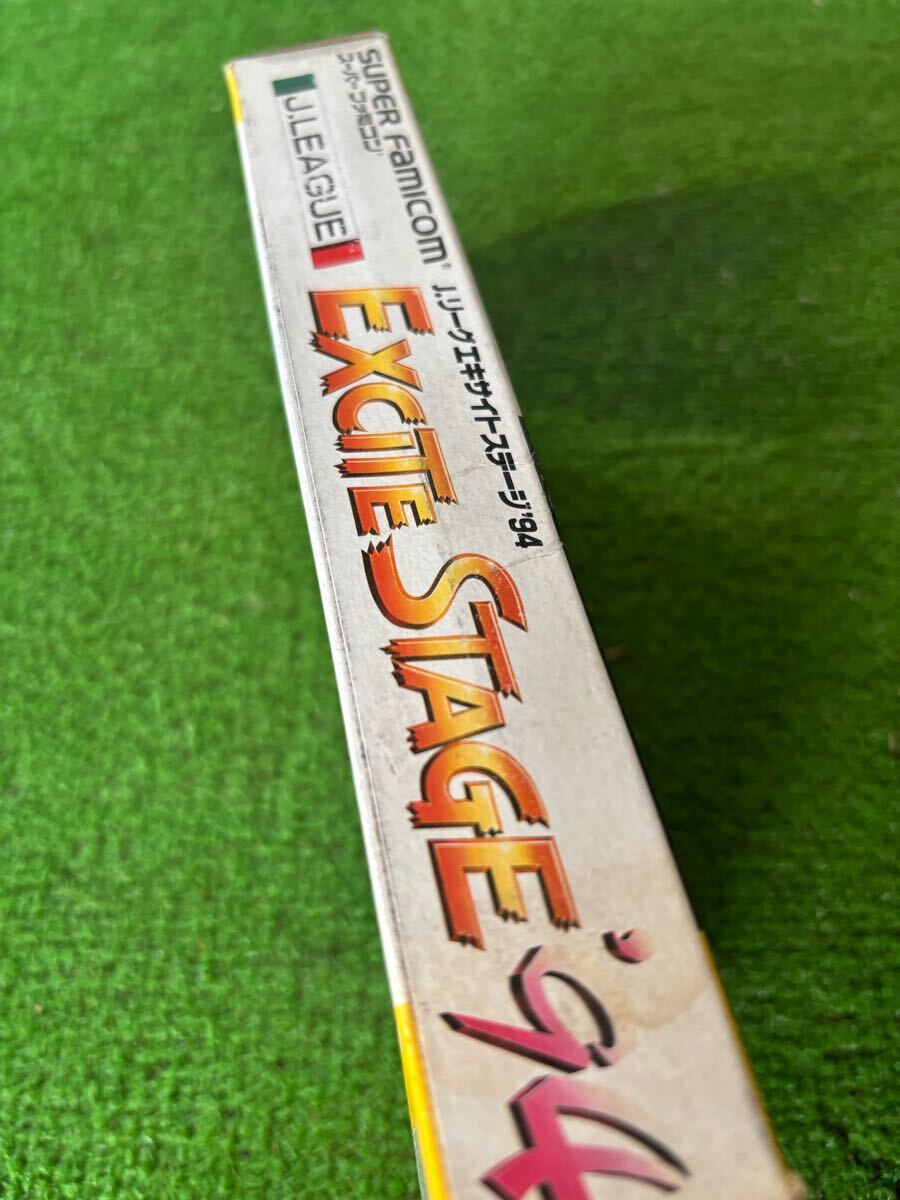 SUPER Famicom®
スーパーファミコン®
J.LEAGUE
J.リーグエキサイトステージ'94
EXCITE STAGE '94